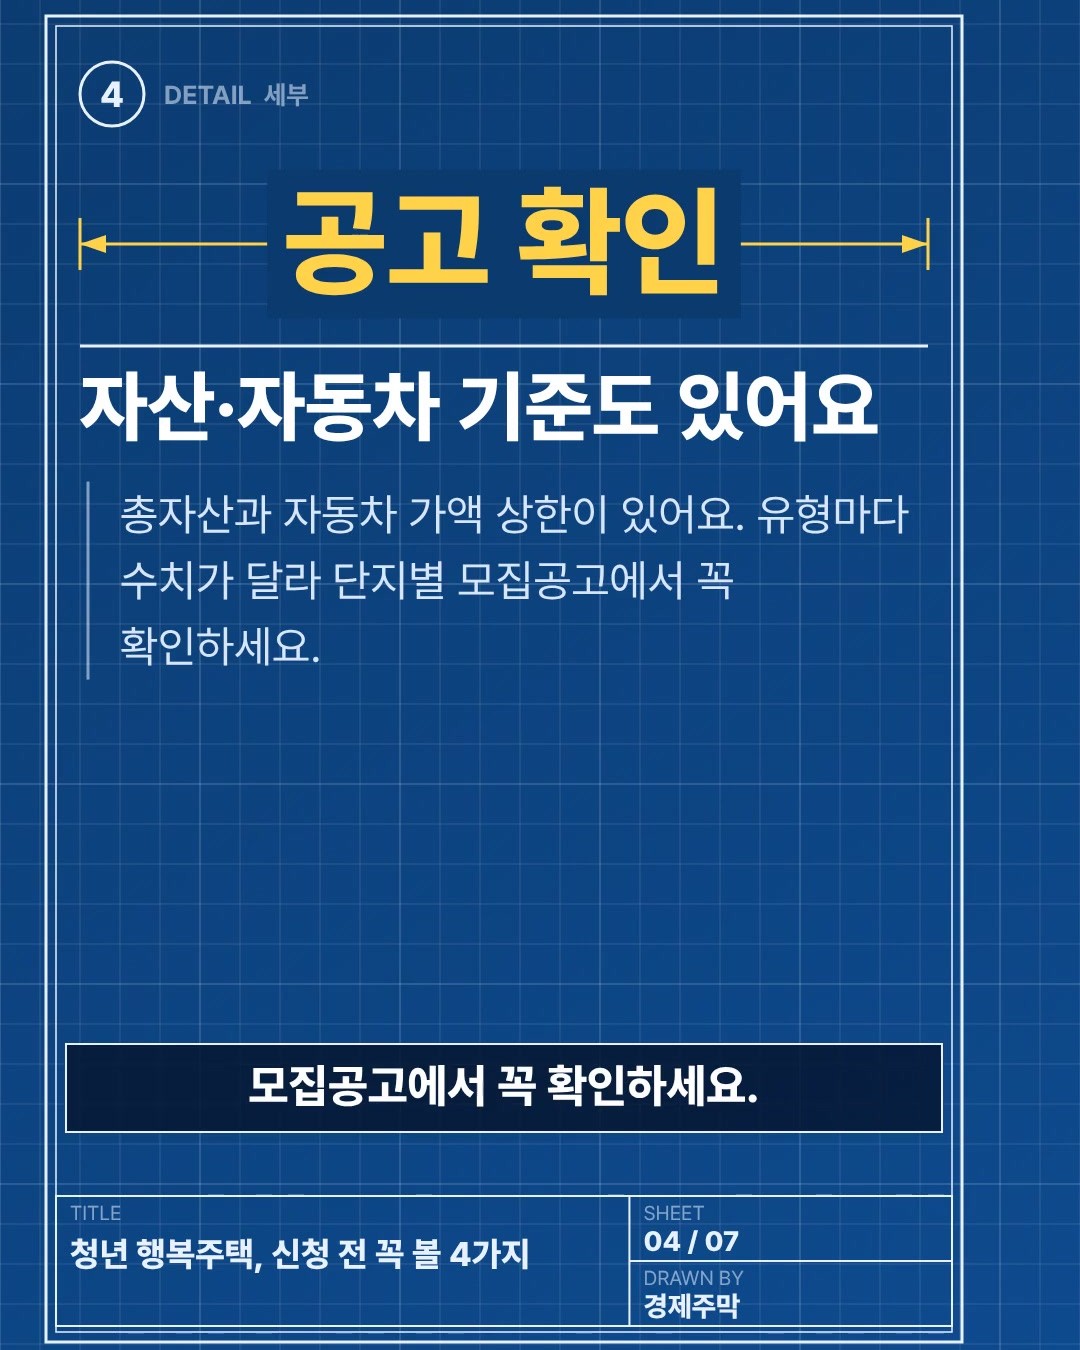 4 DETAIL 세부
공고 확인
자산·자동차 기준도 있어요
총자산과 자동차 가액 상한이 있어요. 유형마다
수치가 달라 단지별 모집공고에서 꼭
확인하세요.
모집공고에서 꼭 확인하세요.
TITLE
청년 행복주택, 신청 전 꼭 볼 4가지
SHEET
04 / 07
DRAWN BY
경제주막